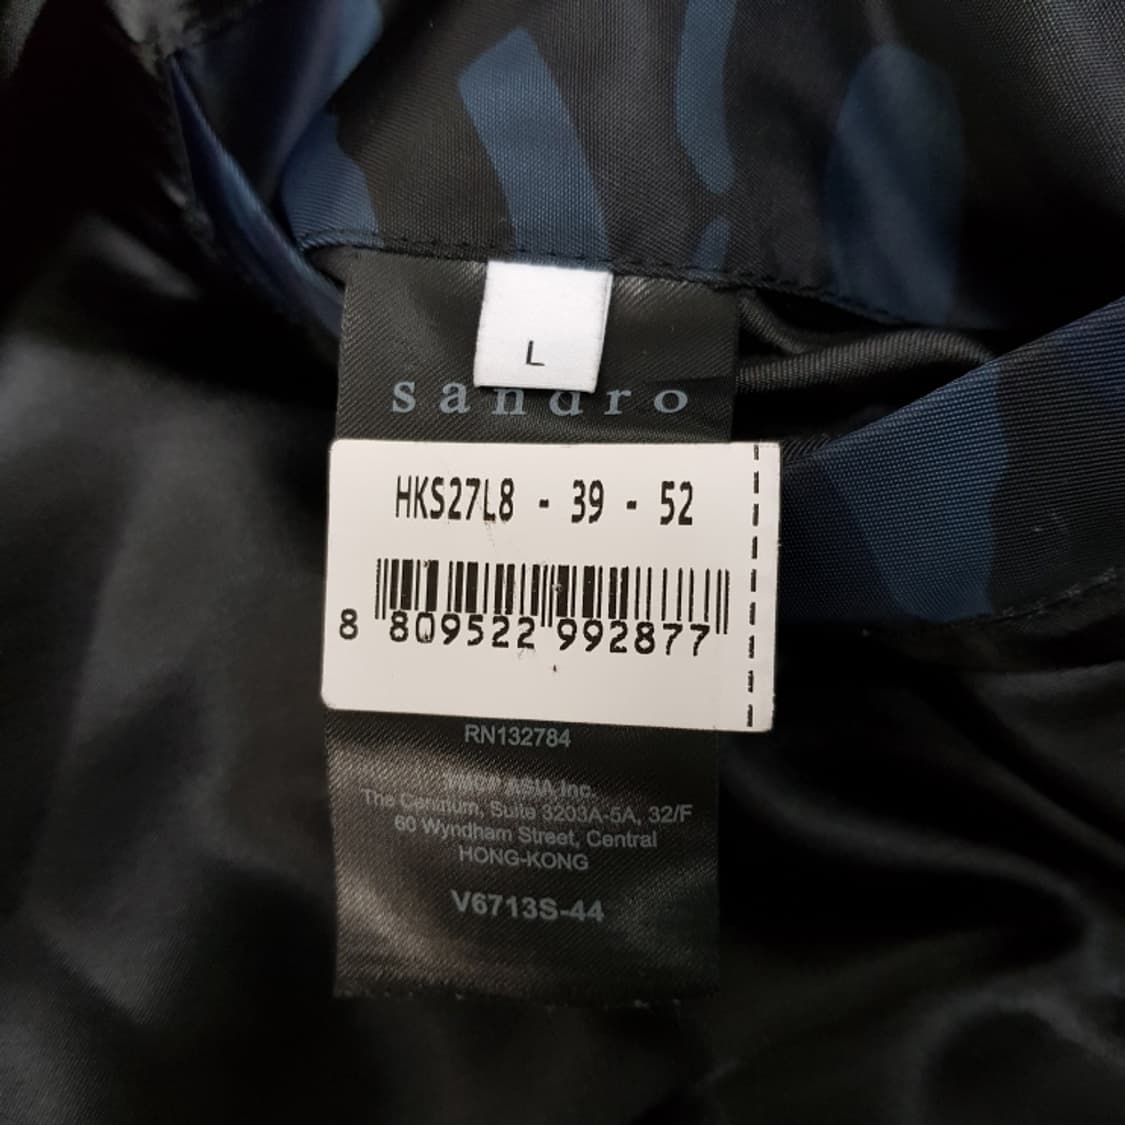 L
sandro
HKS27L8 - 39 - 52
8 809522 992877
RN132784
ASIA Inc.
The Centrium, Suite 3203A-5A, 32/F
60 Wyndham Street, Central
HONG-KONG
V6713S-44